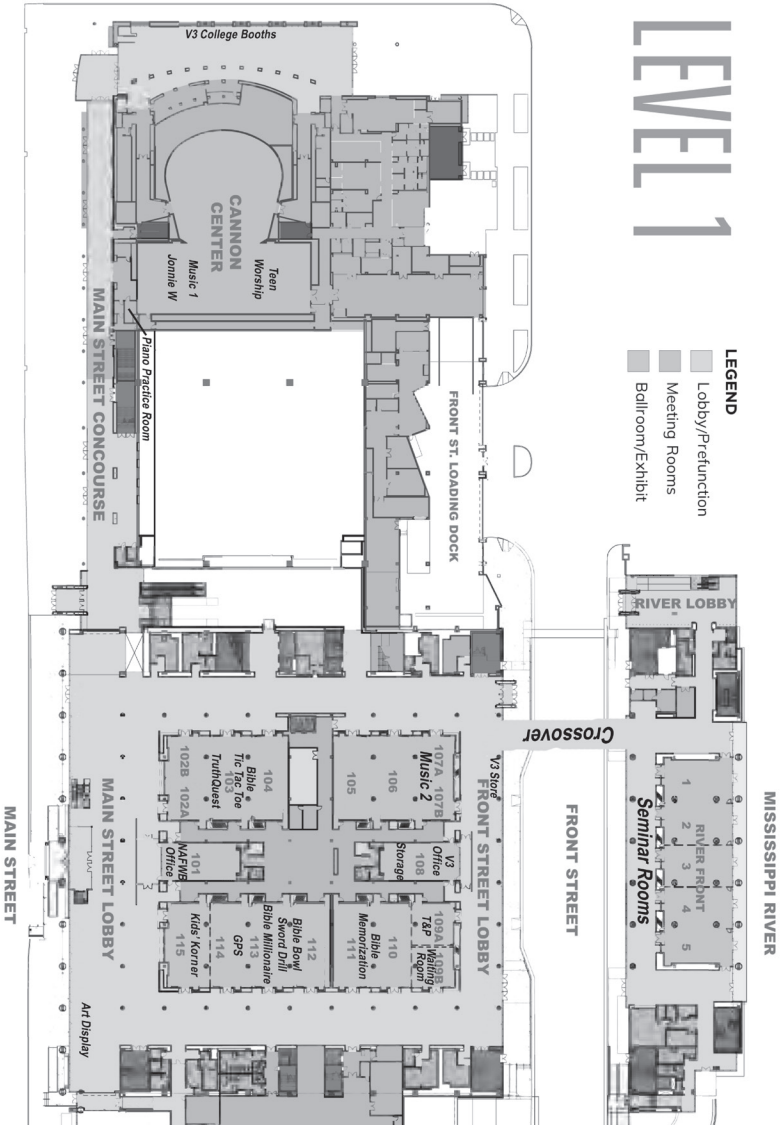 LEVEL 1
LEGEND
Lobby/Prefunction
Meeting Rooms
Ballroom/Exhibit
V3 College Booths
CANNON
CENTER
Teen
Worship
Music 1
Jonnie W
Piano Practice Room
MAIN STREET CONCOURSE
FRONT ST. LOADING DOCK
RIVER LOBBY
Crossover
MISSISSIPPI RIVER
RIVER FRONT
1
2
3
4
5
Seminar Rooms
FRONT STREET
V3 Store
FRONT STREET LOBBY
107A 107B
Music 2
106
105
104
Bible
Tic Tac Toe
103
TruthQuest
102B 102A
V3
Office
108
Storage
101
NAFWB
Office
109A 109B
T&P
Waiting
Room
110
Bible
Memorization
111
112
Bible Bowl
Sword Drill
Bible Millionaire
113
GPS
114
Kids' Korner
115
MAIN STREET LOBBY
Art Display
MAIN STREET